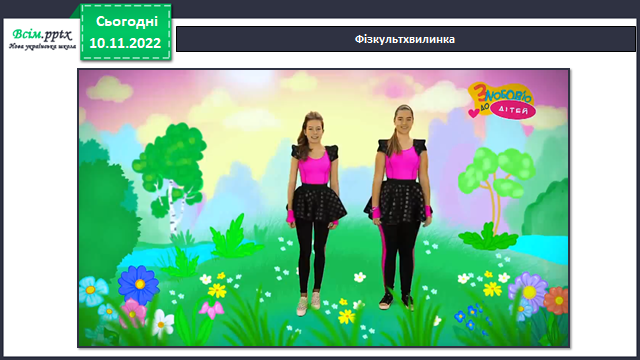 Всім.pptx
Нова українська школа
Сьогодні
10.11.2022
Фізкультхвилинка
З ЛЮБОВ'Ю
ДО ДІТЕЙ